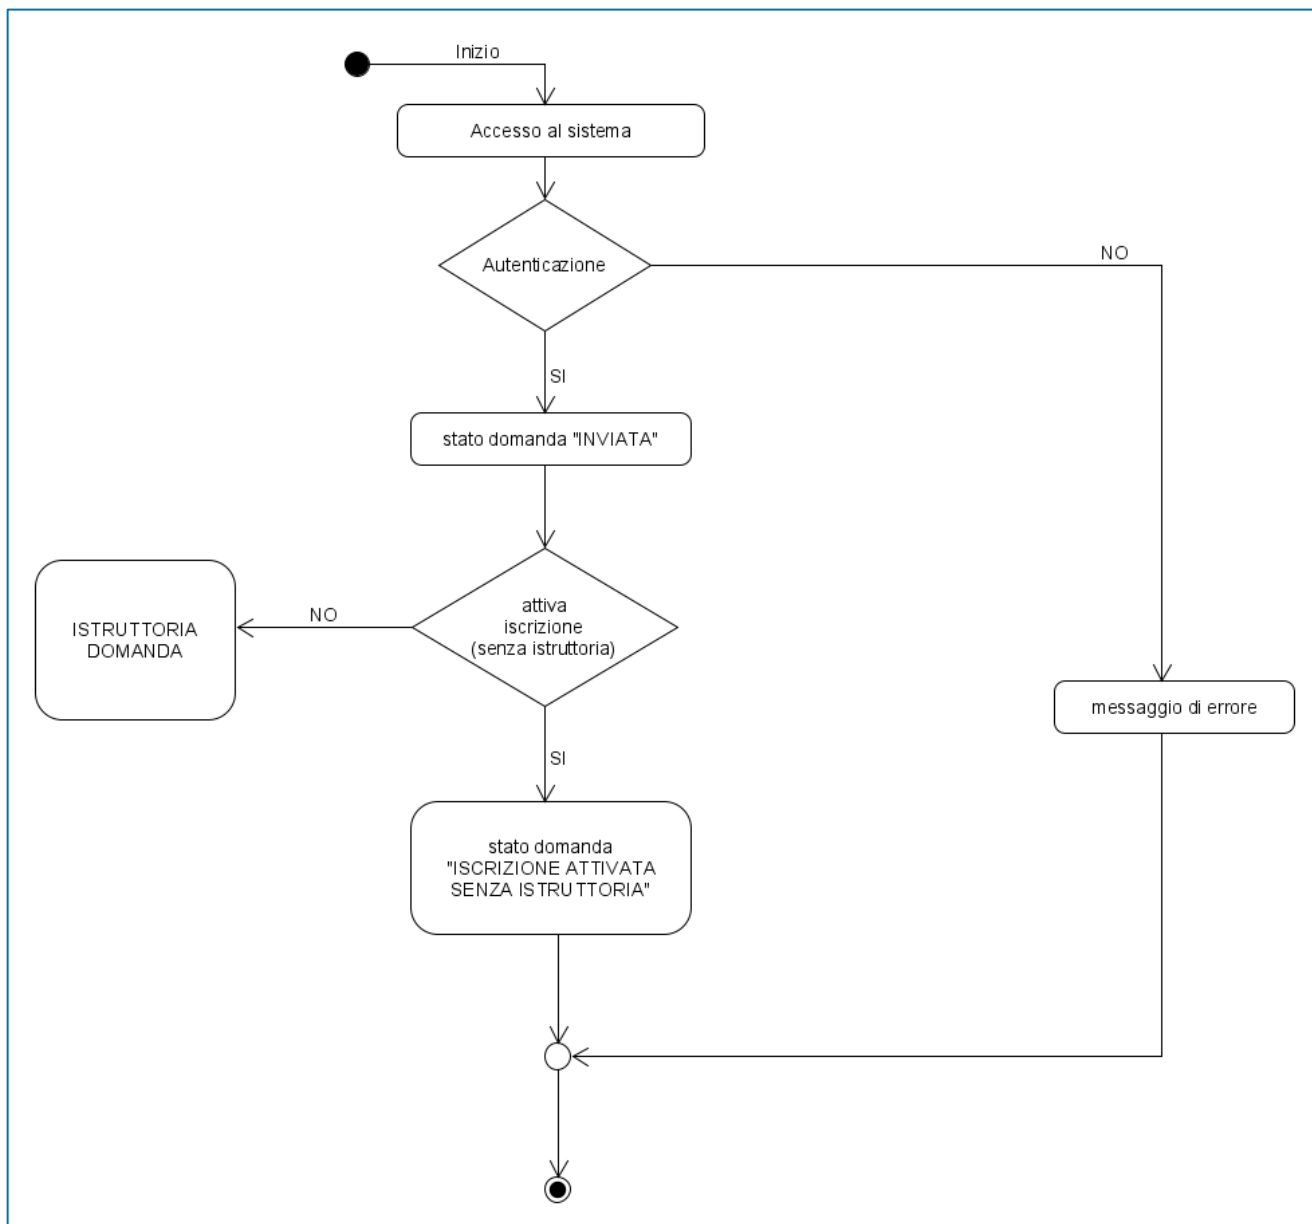 Inizio
Accesso al sistema
Autenticazione
NO
SI
stato domanda "INVIATA"
attiva
iscrizione
(senza istruttoria)
NO
ISTRUTTORIA
DOMANDA
messaggio di errore
SI
stato domanda
"ISCRIZIONE ATTIVATA
SENZA ISTRUTTORIA"